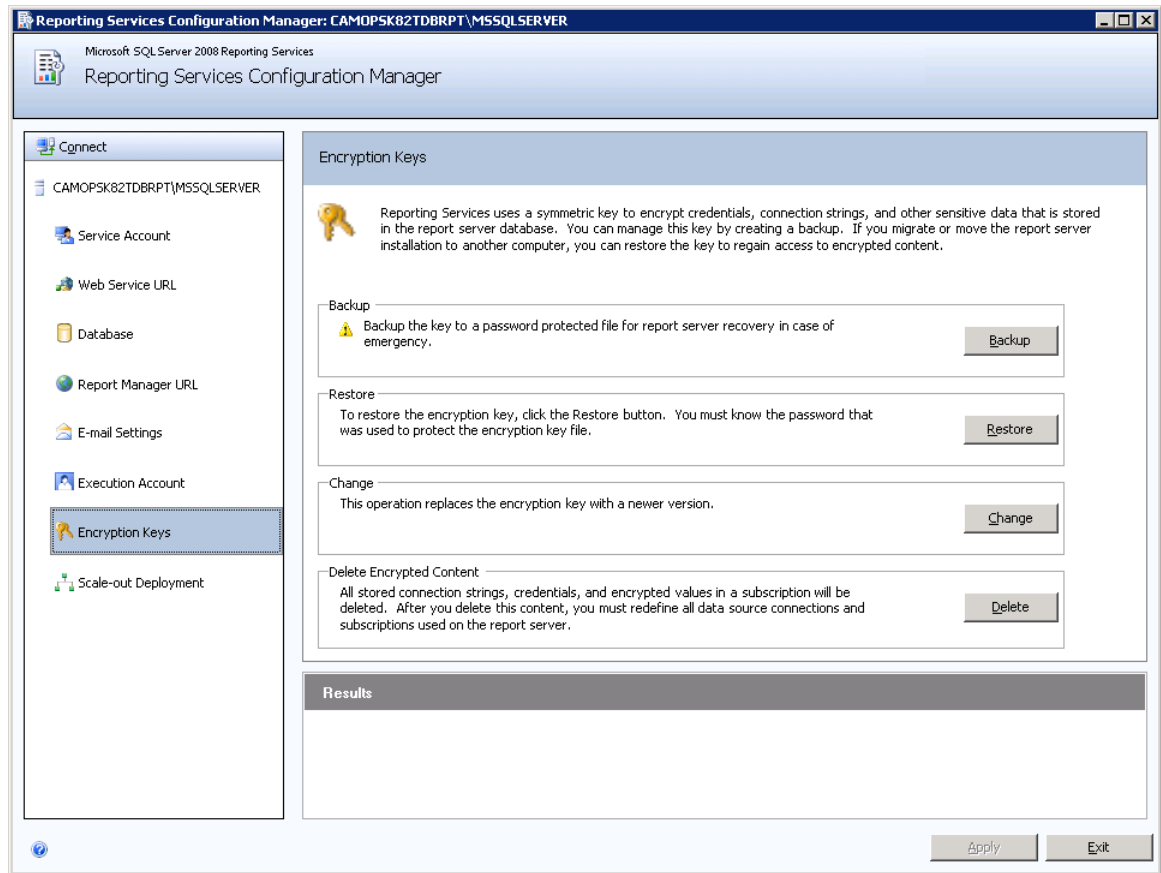 Reporting Services Configuration Manager: CAMOPSK82TDBRPT\MSSQLSERVER
Microsoft SQL Server 2008 Reporting Services
Reporting Services Configuration Manager
Connect
CAMOPSK82TDBRPT\MSSQLSERVER
Service Account
Web Service URL
Database
Report Manager URL
E-mail Settings
Execution Account
Encryption Keys
Scale-out Deployment
Encryption Keys
Reporting Services uses a symmetric key to encrypt credentials, connection strings, and other sensitive data that is stored
in the report server database. You can manage this key by creating a backup. If you migrate or move the report server
installation to another computer, you can restore the key to regain access to encrypted content.
Backup
Backup the key to a password protected file for report server recovery in case of
emergency.
Backup
Restore
To restore the encryption key, click the Restore button. You must know the password that
was used to protect the encryption key file.
Restore
Change
This operation replaces the encryption key with a newer version.
Change
Delete Encrypted Content
All stored connection strings, credentials, and encrypted values in a subscription will be
deleted. After you delete this content, you must redefine all data source connections and
subscriptions used on the report server.
Delete
Results
Apply
Exit